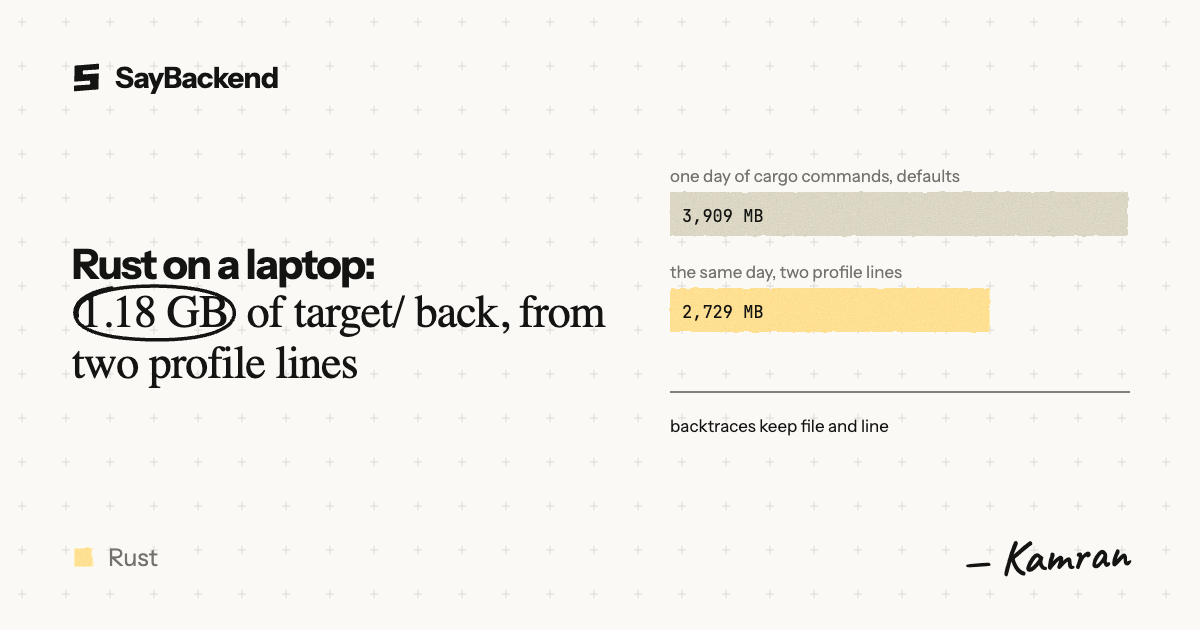 SayBackend
Rust on a laptop:
1.18 GB of target/ back, from
two profile lines
one day of cargo commands, defaults
3,909 MB
the same day, two profile lines
2,729 MB
backtraces keep file and line
Rust
– Kamran